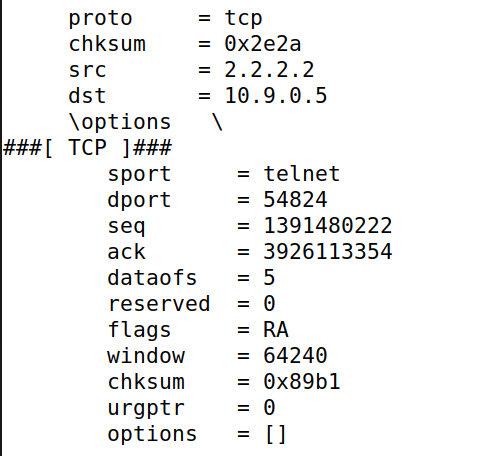 proto = tcp
chksum = 0x2e2a
src = 2.2.2.2
dst = 10.9.0.5
\options \
###[ TCP ]###
sport = telnet
dport = 54824
seq = 1391480222
ack = 3926113354
dataofs = 5
reserved = 0
flags = RA
window = 64240
chksum = 0x89b1
urgptr = 0
options = []